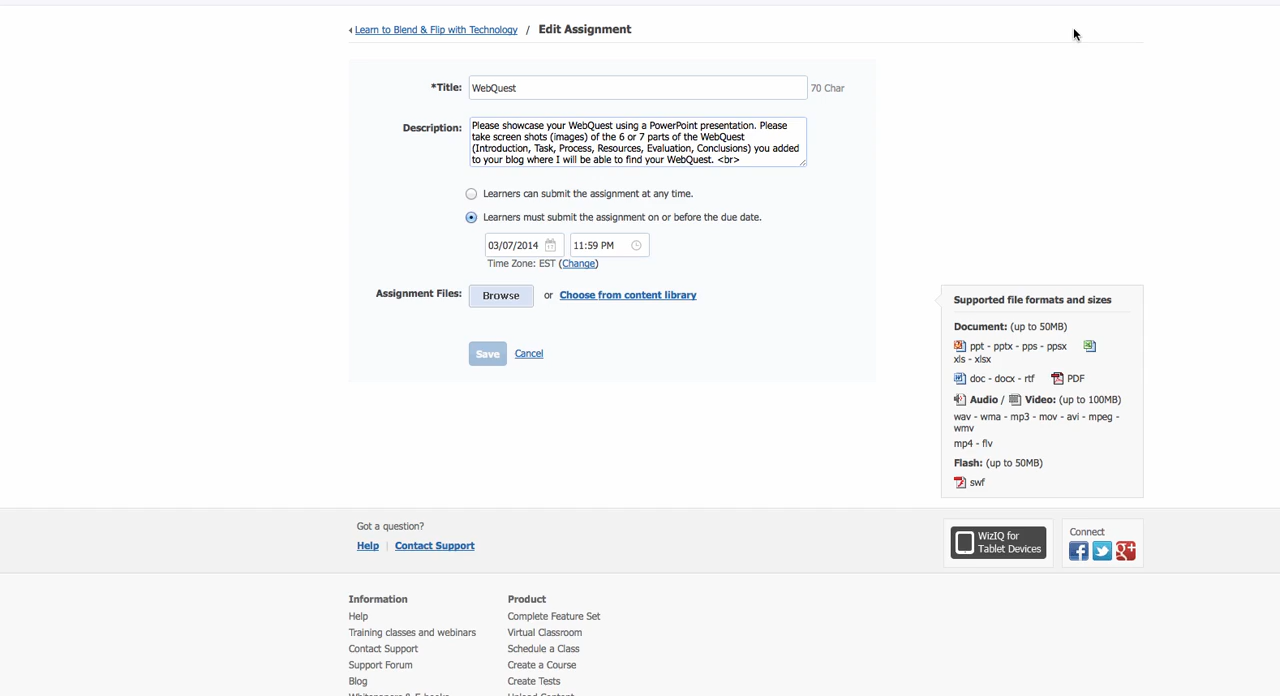 Learn to Blend & Flip with Technology / Edit Assignment
*Title: WebQuest 70 Char
Description: Please showcase your WebQuest using a PowerPoint presentation. Please
take screen shots (images) of the 6 or 7 parts of the WebQuest
(Introduction, Task, Process, Resources, Evaluation, Conclusions) you added
to your blog where I will be able to find your WebQuest. <br>
Learners can submit the assignment at any time.
Learners must submit the assignment on or before the due date.
03/07/2014 11:59 PM
Time Zone: EST (Change)
Assignment Files: Browse or Choose from content library
Save Cancel
Supported file formats and sizes
Document: (up to 50MB)
ppt - pptx - pps - ppsx
xls - xlsx
doc - docx - rtf PDF
Audio / Video: (up to 100MB)
wav - wma - mp3 - mov - avi - mpeg -
wmv
mp4 - flv
Flash: (up to 50MB)
swf
Got a question?
Help | Contact Support
WizIQ for
Tablet Devices
Connect
Information
Help
Training classes and webinars
Contact Support
Support Forum
Blog
Product
Complete Feature Set
Virtual Classroom
Schedule a Class
Create a Course
Create Tests